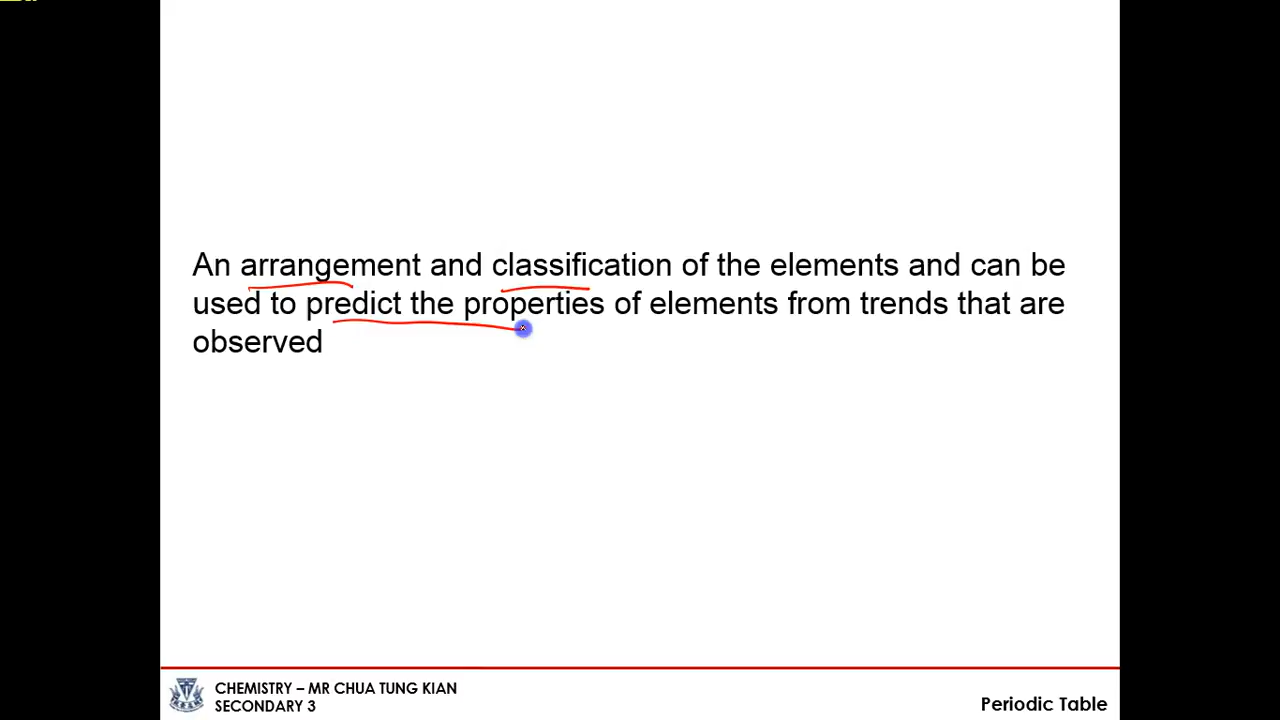 An arrangement and classification of the elements and can be
used to predict the properties of elements from trends that are
observed
CHEMISTRY – MR CHUA TUNG KIAN
SECONDARY 3
Periodic Table